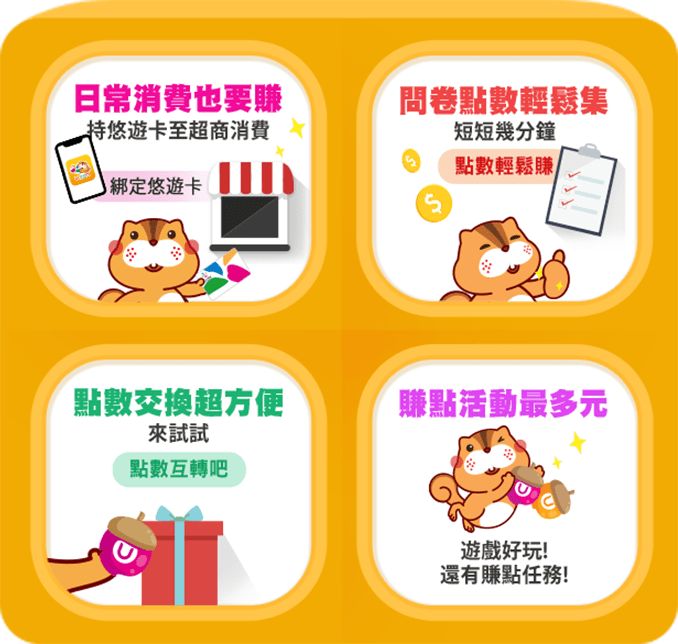 日常消費也要賺
持悠遊卡至超商消費
綁定悠遊卡
問卷點數輕鬆集
短短幾分鐘
點數輕鬆賺
點數交換超方便
來試試
點數互轉吧
U
賺點活動最多元
U
U
遊戲好玩!
還有賺點任務!